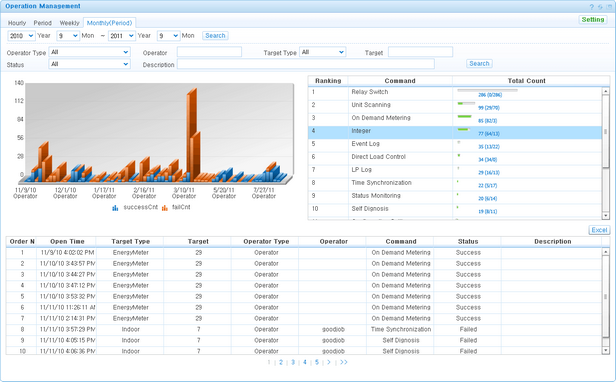 Operation Management
Hourly Period Weekly Monthly(Period) Setting
2010 Year 9 Mon ~ 2011 Year 9 Mon Search
Operator Type All Operator Target Type All Target
Status All Description Search
140
112
84
56
28
0
11/9/10 12/1/10 1/17/11 2/16/11 3/10/11 5/20/11 7/27/11
Operator Operator Operator Operator Operator Operator Operator
successCnt failCnt
Ranking Command Total Count
1 Relay Switch 286 (0/286)
2 Unit Scanning 99 (29/70)
3 On Demand Metering 85 (82/3)
4 Integer 77 (64/13)
5 Event Log 35 (13/22)
6 Direct Load Control 34 (34/0)
7 LP Log 29 (16/13)
8 Time Synchronization 22 (5/17)
9 Status Monitoring 20 (6/14)
10 Self Dignosis 19 (8/11)
Excel
Order N Open Time Target Type Target Operator Type Operator Command Status Description
1 11/9/10 4:02:02 PM EnergyMeter 29 Operator On Demand Metering Success
2 11/10/10 3:43:57 PM EnergyMeter 29 Operator On Demand Metering Success
3 11/10/10 3:44:27 PM EnergyMeter 29 Operator On Demand Metering Success
4 11/10/10 3:47:12 PM EnergyMeter 29 Operator On Demand Metering Success
5 11/10/10 3:53:32 PM EnergyMeter 29 Operator On Demand Metering Success
6 11/11/10 11:26:11 AM EnergyMeter 29 Operator On Demand Metering Success
7 11/11/10 2:14:31 PM EnergyMeter 29 Operator On Demand Metering Success
8 11/11/10 3:57:29 PM Indoor 7 Operator goodjob Time Synchronization Failed
9 11/11/10 4:05:15 PM Indoor 7 Operator goodjob Self Dignosis Failed
10 11/11/10 4:06:36 PM Indoor 7 Operator goodjob Self Dignosis Failed
1 2 3 4 5 > >>